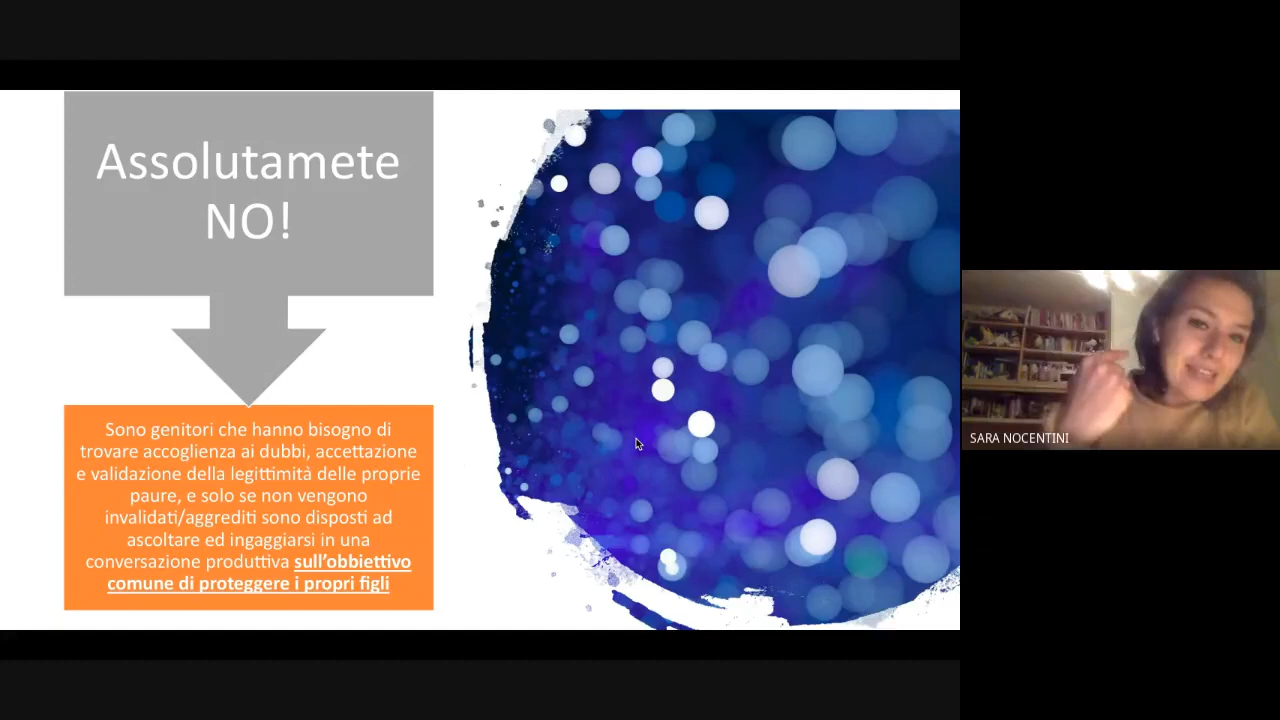 Assolutamete
NO!
Sono genitori che hanno bisogno di
trovare accoglienza ai dubbi, accettazione
e validazione della legittimità delle proprie
paure, e solo se non vengono
invalidati/aggrediti sono disposti ad
ascoltare ed ingaggiarsi in una
conversazione produttiva sull'obbiettivo
comune di proteggere i propri figli
SARA NOCENTINI